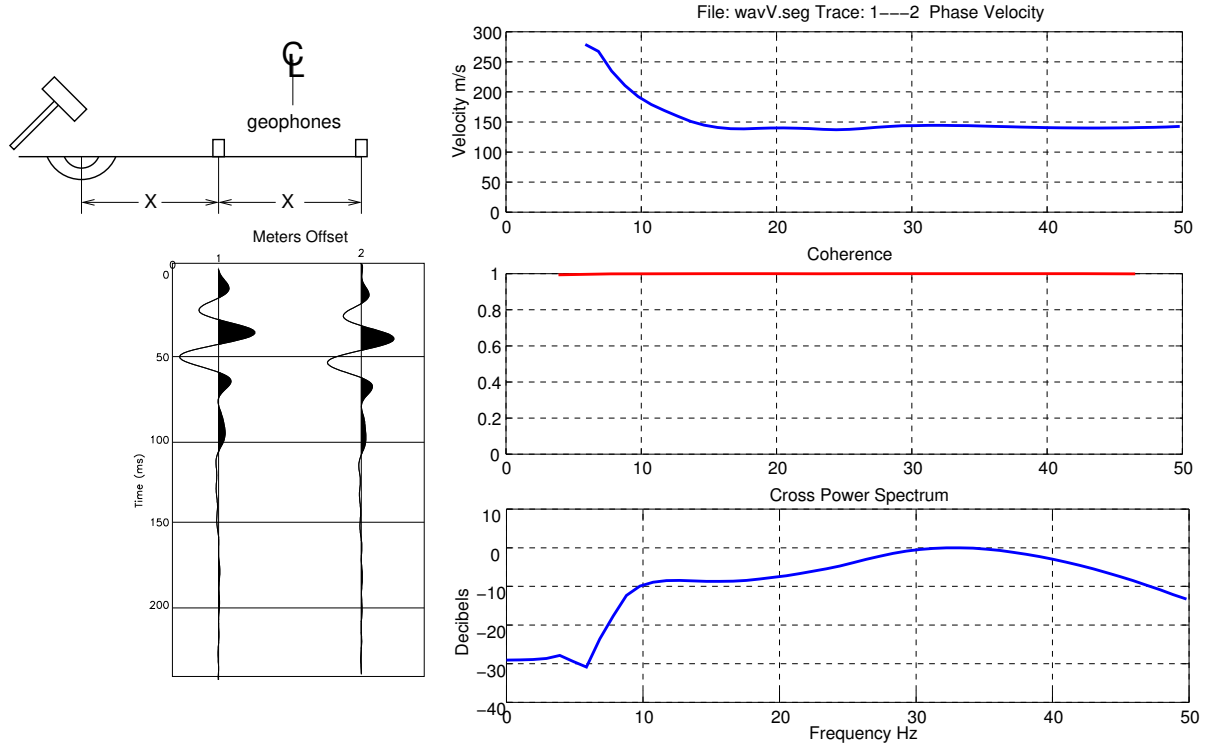 File: wavV.seg Trace: 1---2 Phase Velocity
CL
geophones
X X
Meters Offset
1 2
0
0
50
100
150
200
Time (ms)
Velocity m/s
300
250
200
150
100
50
0
0 10 20 30 40 50
Coherence
1
0.8
0.6
0.4
0.2
0
0 10 20 30 40 50
Cross Power Spectrum
Decibels
10
0
−10
−20
−30
−40
0 10 20 30 40 50
Frequency Hz